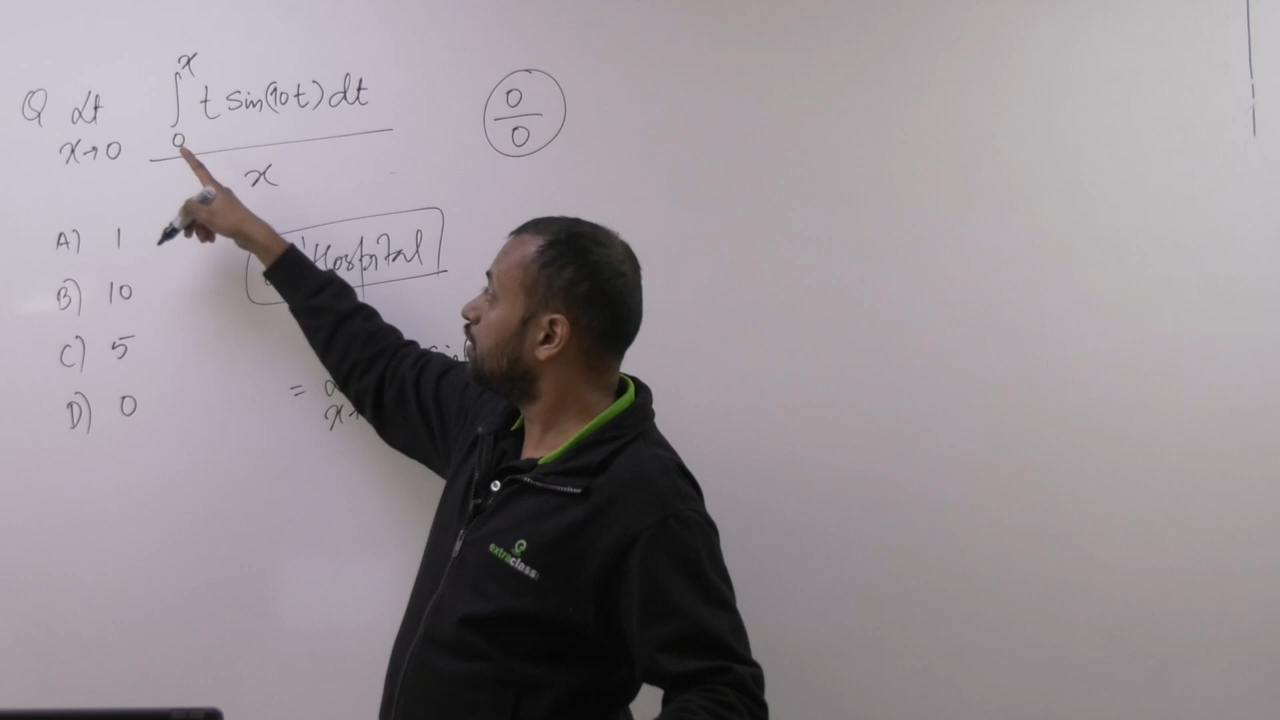 Q Lt x→0 ∫₀ˣ t sin(10t) dt
x
0
0
A) 1
B) 10
C) 5
D) 0
Hospital
=
extraclass